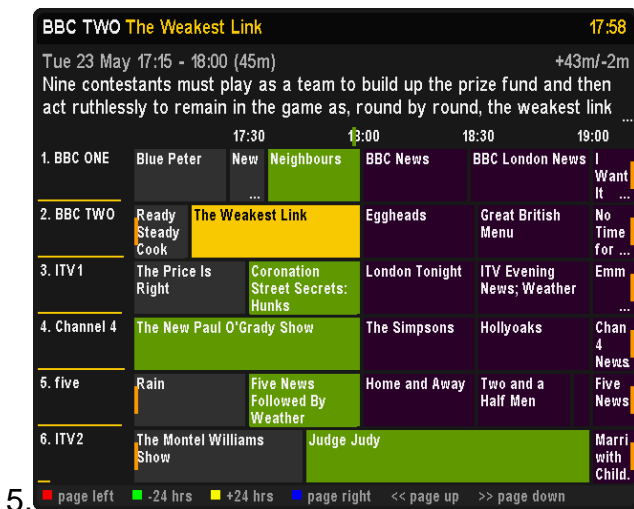 BBC TWO The Weakest Link 17:58
Tue 23 May 17:15 - 18:00 (45m) +43m/-2m
Nine contestants must play as a team to build up the prize fund and then
act ruthlessly to remain in the game as, round by round, the weakest link ...
17:30 18:00 18:30 19:00
1. BBC ONE
Blue Peter
New
...
Neighbours
BBC News
BBC London News
I
Want
It ...
2. BBC TWO
Ready
Steady
Cook
The Weakest Link
Eggheads
Great British
Menu
No
Time
for ...
3. ITV1
The Price Is
Right
Coronation
Street Secrets:
Hunks
London Tonight
ITV Evening
News; Weather
Emm
...
4. Channel 4
The New Paul O'Grady Show
The Simpsons
Hollyoaks
Chan
4
News
5. five
Rain
Five News
Followed By
Weather
Home and Away
Two and a
Half Men
Five
News
6. ITV2
The Montel Williams
Show
Judge Judy
Marri
with
Child.
5. page left -24 hrs +24 hrs page right << page up >> page down